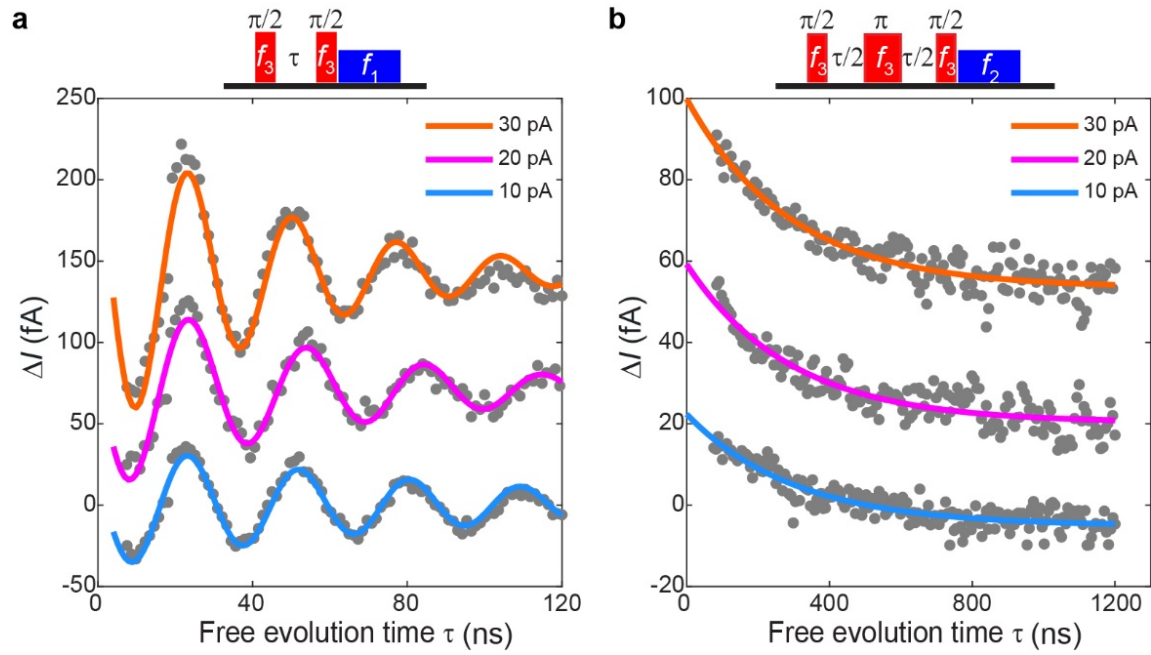 a
π/2 π/2
f3 τ f3 f1
250
200
150
100
50
0
-50
ΔI (fA)
30 pA
20 pA
10 pA
0 40 80 120
Free evolution time τ (ns)
b
π/2 π π/2
f3 τ/2 f3 τ/2 f3 f2
100
80
60
40
20
0
-20
ΔI (fA)
30 pA
20 pA
10 pA
0 400 800 1200
Free evolution time τ (ns)